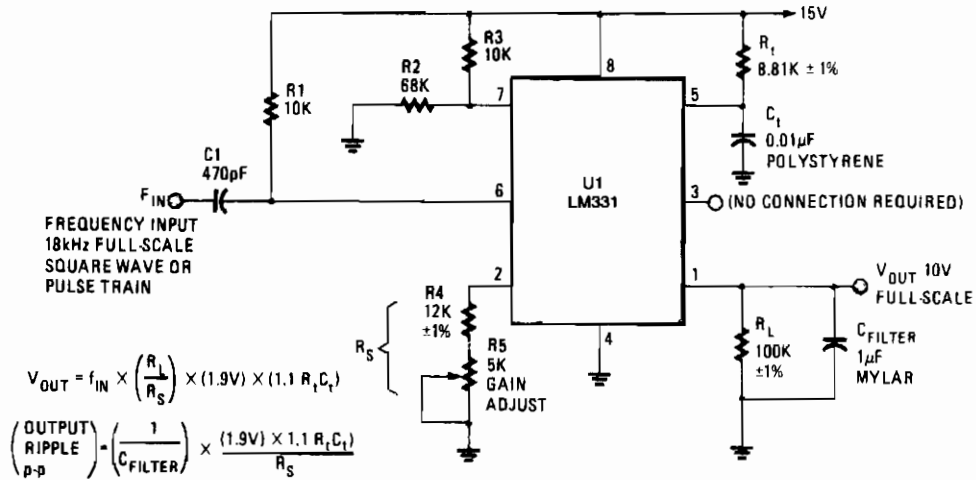 15V
R3
10K
R2
68K
R1
10K
8
7
5
Rt
8.81K ± 1%
Ct
0.01µF
POLYSTYRENE
C1
470pF
U1
LM331
FIN
6
3
(NO CONNECTION REQUIRED)
FREQUENCY INPUT
18kHz FULL-SCALE
SQUARE WAVE OR
PULSE TRAIN
2
1
VOUT 10V
FULL-SCALE
R4
12K
±1%
RS
R5
5K
GAIN
ADJUST
4
RL
100K
±1%
CFILTER
1µF
MYLAR
VOUT = fIN × (RL/RS) × (1.9V) × (1.1 RtCt)
(OUTPUT RIPPLE p-p) = (1/CFILTER) × (1.9V) × 1.1 RtCt)/RS